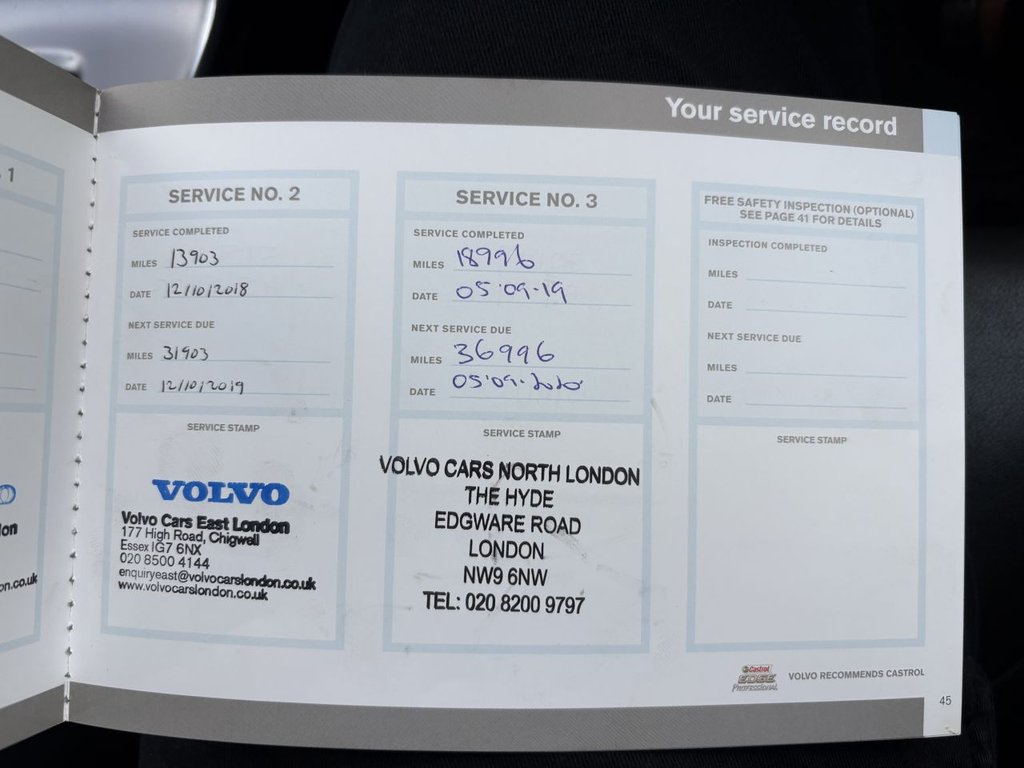 Your service record
1
on
on.co.uk
SERVICE NO. 2
SERVICE COMPLETED
MILES 13903
DATE 12/10/2018
NEXT SERVICE DUE
MILES 31903
DATE 12/10/2019
SERVICE STAMP
VOLVO
Volvo Cars East London
177 High Road, Chigwell
Essex IG7 6NX
020 8500 4144
enquiryeast@volvocarslondon.co.uk
www.volvocarslondon.co.uk
SERVICE NO. 3
SERVICE COMPLETED
MILES 18996
DATE 05·09·19
NEXT SERVICE DUE
MILES 36996
DATE 05·09·2020
SERVICE STAMP
VOLVO CARS NORTH LONDON
THE HYDE
EDGWARE ROAD
LONDON
NW9 6NW
TEL: 020 8200 9797
FREE SAFETY INSPECTION (OPTIONAL)
SEE PAGE 41 FOR DETAILS
INSPECTION COMPLETED
MILES
DATE
NEXT SERVICE DUE
MILES
DATE
SERVICE STAMP
Castrol
EDGE
Professional
VOLVO RECOMMENDS CASTROL
45